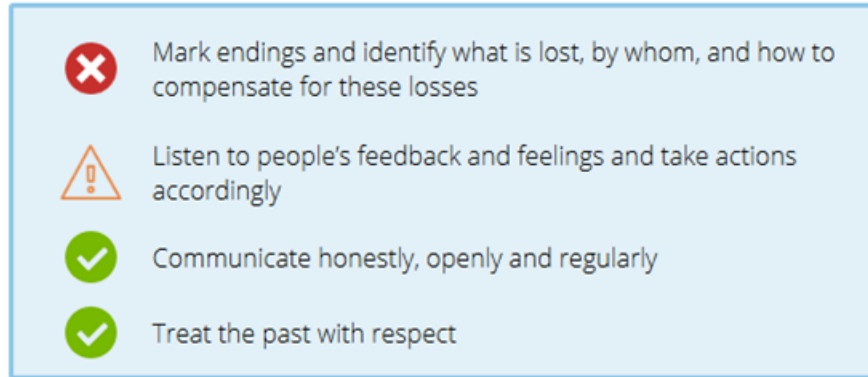 Mark endings and identify what is lost, by whom, and how to
compensate for these losses
Listen to people's feedback and feelings and take actions
accordingly
Communicate honestly, openly and regularly
Treat the past with respect